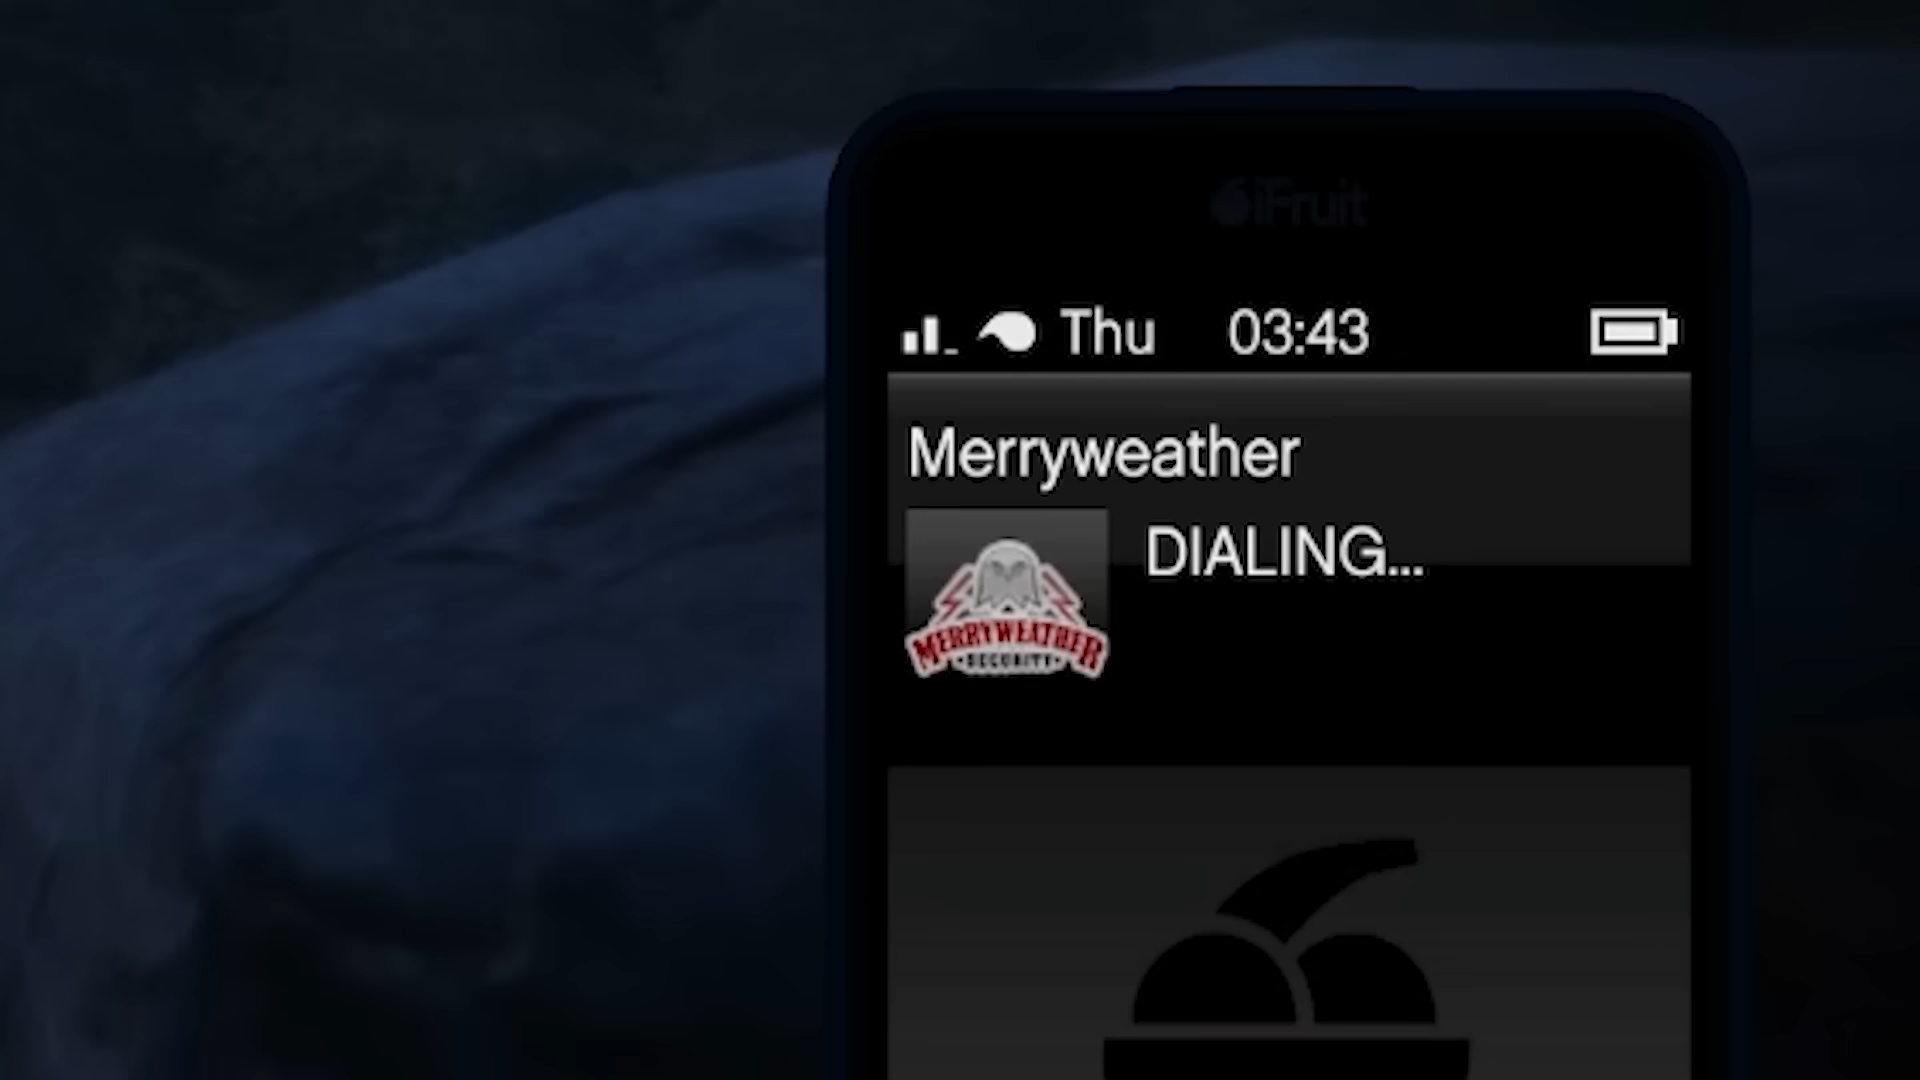 iFruit
Thu 03:43
Merryweather
DIALING...
MERRYWEATHER
SECURITY